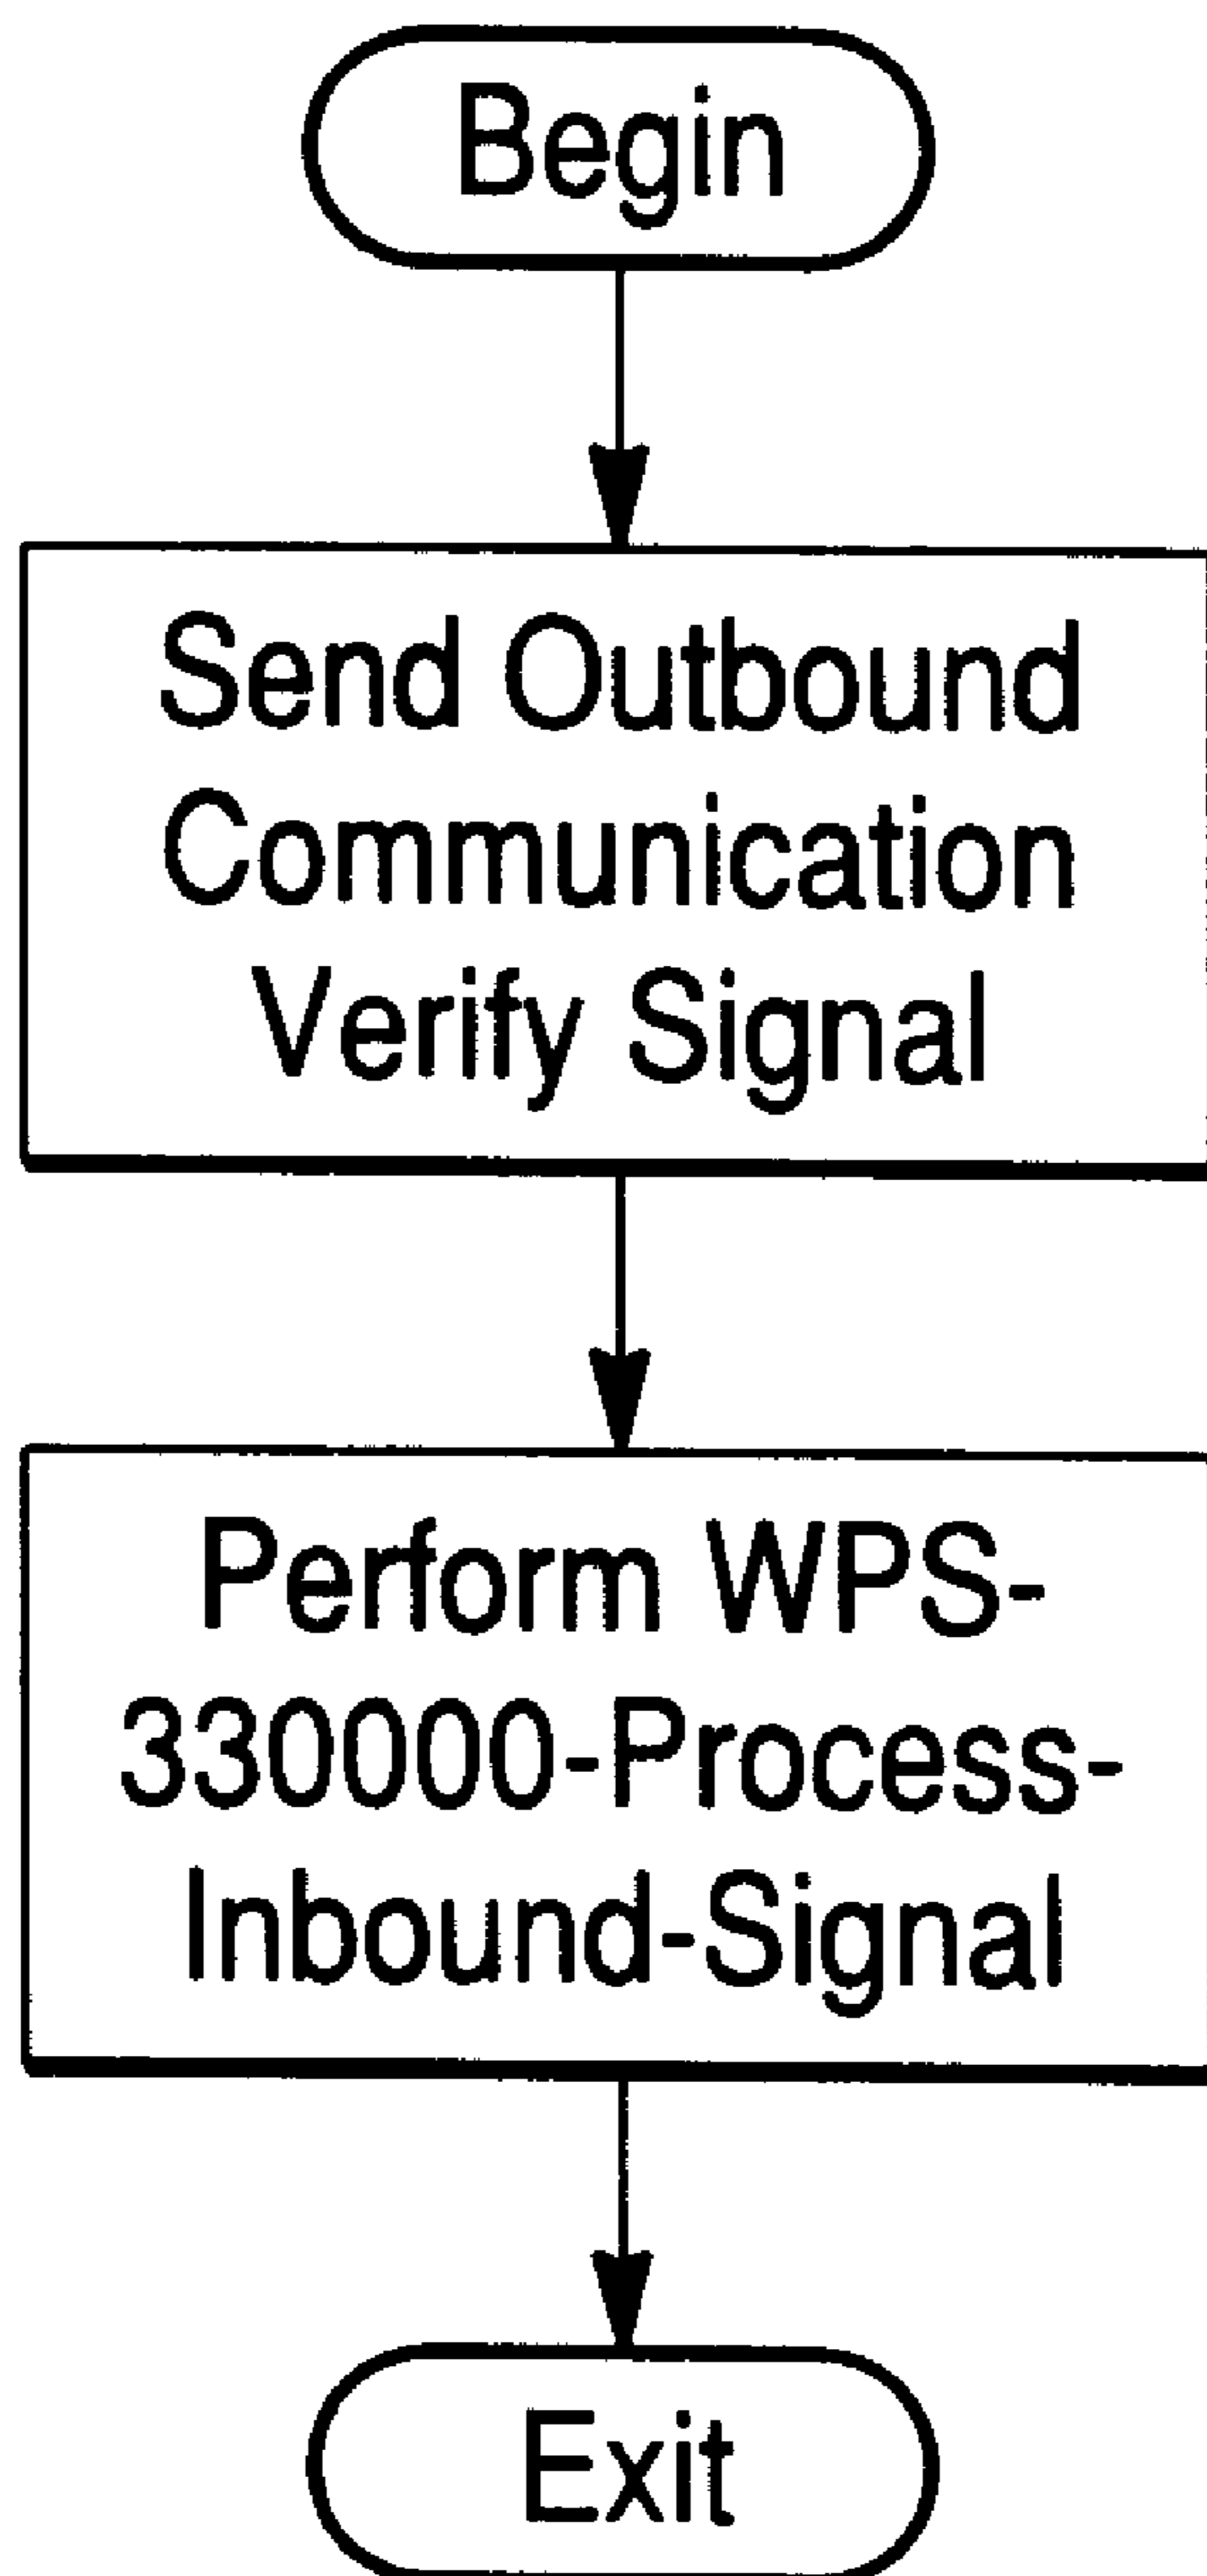 Begin
Send Outbound
Communication
Verify Signal
Perform WPS-
330000-Process-
Inbound-Signal
Exit